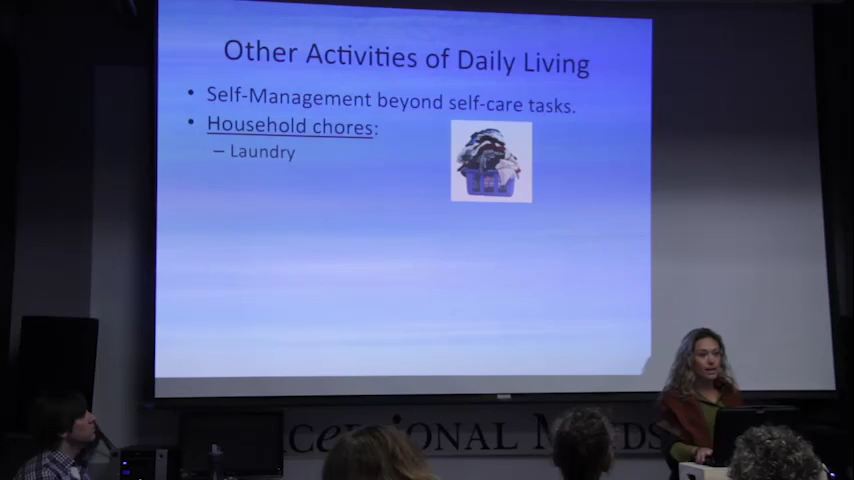 Other Activities of Daily Living
• Self-Management beyond self-care tasks.
• Household chores:
– Laundry